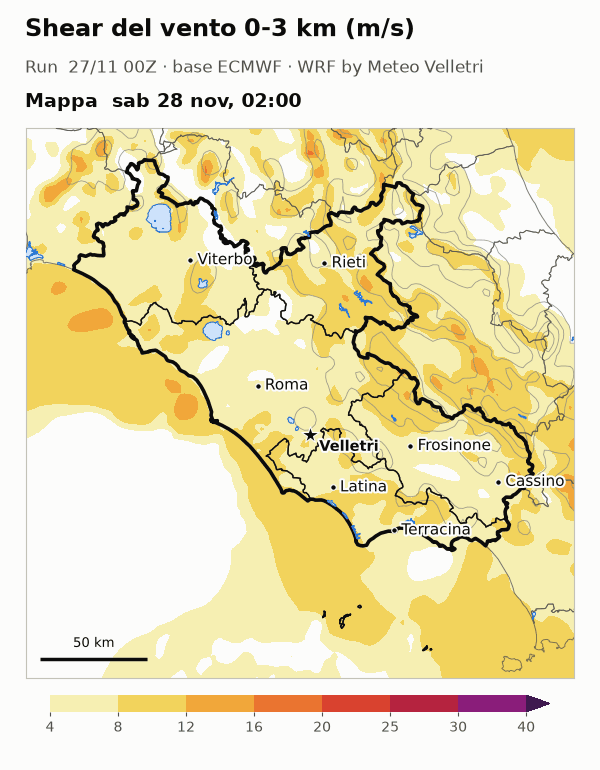 Shear del vento 0-3 km (m/s)
Run 27/11 00Z · base ECMWF · WRF by Meteo Velletri
Mappa sab 28 nov, 02:00
Viterbo
Rieti
Roma
Velletri
Frosinone
Latina
Cassino
Terracina
50 km
4 8 12 16 20 25 30 40